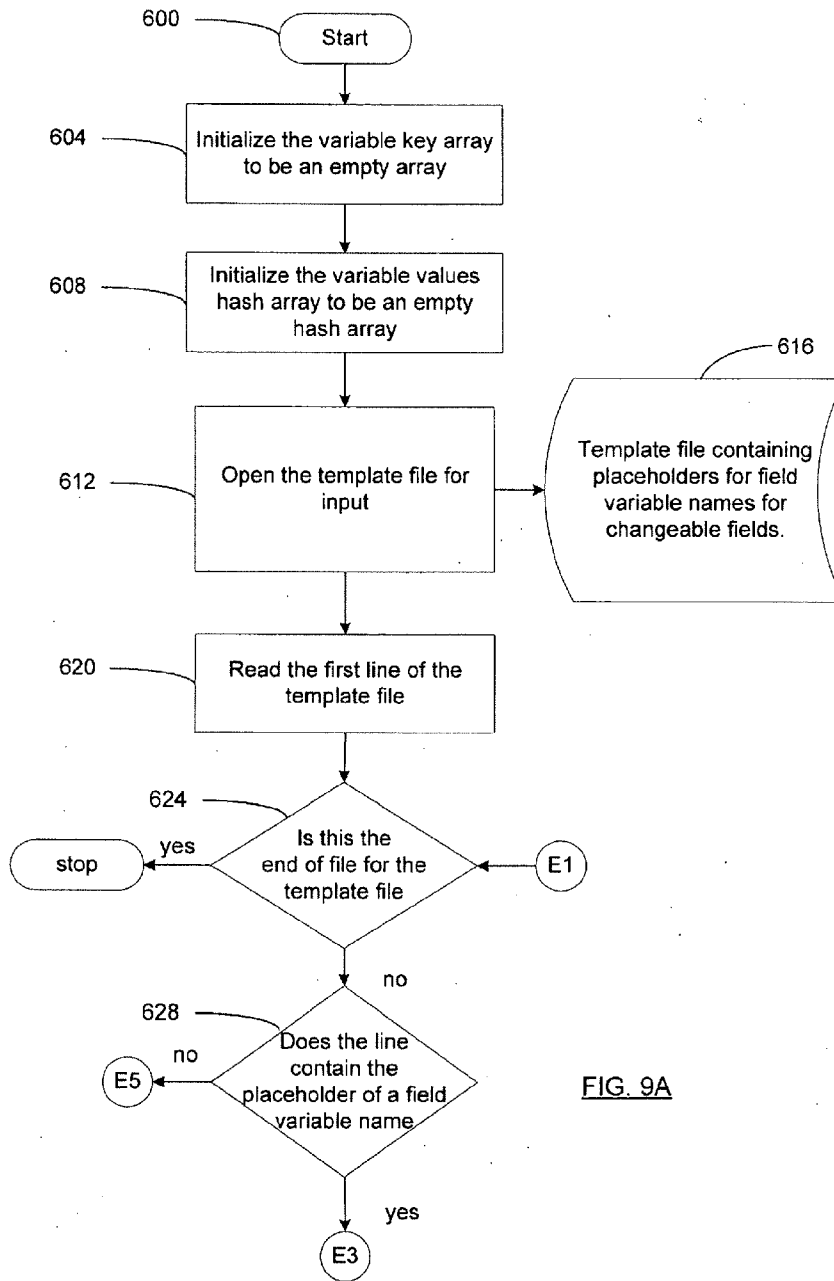 600
Start
604
Initialize the variable key array
to be an empty array
608
Initialize the variable values
hash array to be an empty
hash array
616
612
Open the template file for
input
Template file containing
placeholders for field
variable names for
changeable fields.
620
Read the first line of the
template file
624
Is this the
end of file for the
template file
yes
stop
E1
no
628
Does the line
contain the
placeholder of a field
variable name
no
E5
FIG. 9A
yes
E3